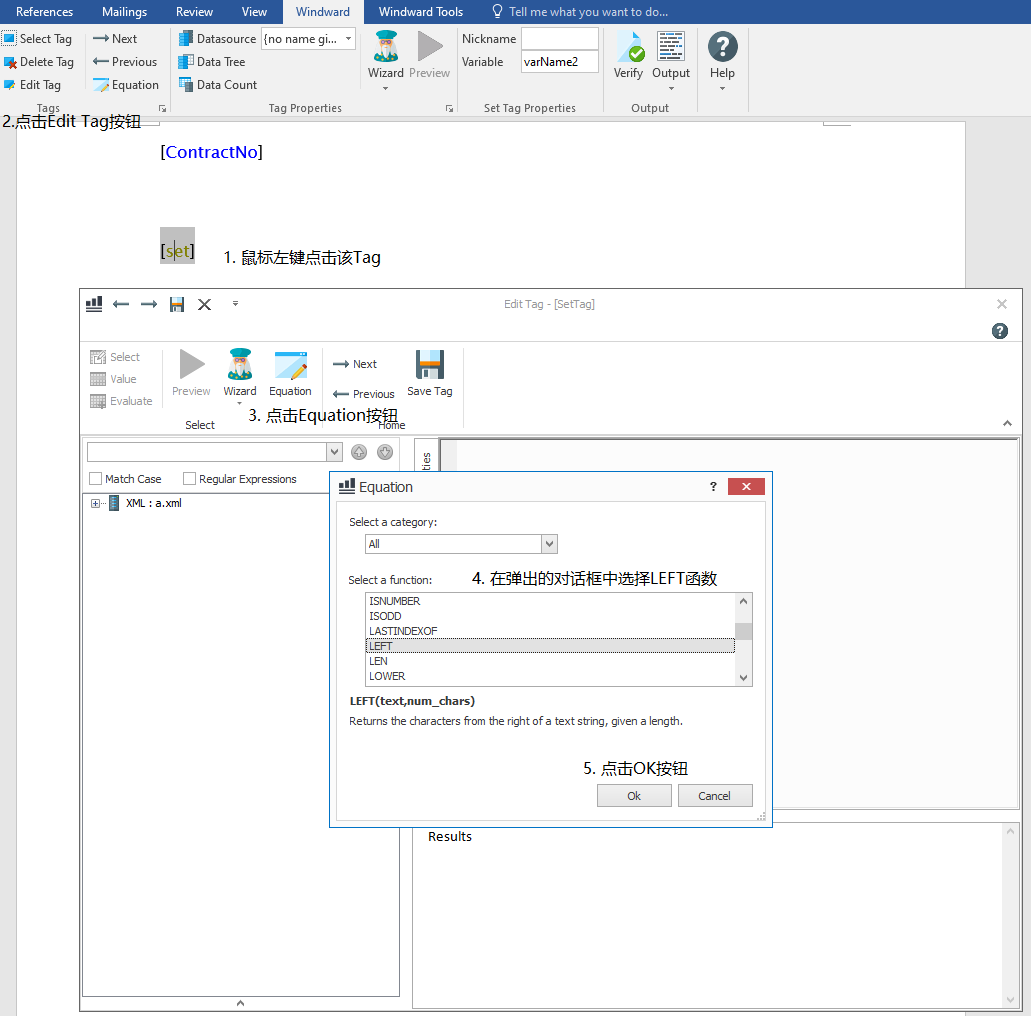 References Mailings Review View Windward Windward Tools Tell me what you want to do...
Select Tag Next Datasource {no name gi... Nickname
Delete Tag Previous Data Tree Wizard Preview Variable varName2 Verify Output Help
Edit Tag Equation Data Count
Tags Tag Properties Set Tag Properties Output
2.点击Edit Tag按钮
[ContractNo]
[set] 1. 鼠标左键点击该Tag
Edit Tag - [SetTag]
Select
Value
Evaluate
Preview Wizard Equation
Next
Previous
Save Tag
3. 点击Equation按钮
Select Home
Match Case Regular Expressions
ties
XML : a.xml
Equation
Select a category:
All
Select a function: 4. 在弹出的对话框中选择LEFT函数
ISNUMBER
ISODD
LASTINDEXOF
LEFT
LEN
LOWER
LEFT(text,num_chars)
Returns the characters from the right of a text string, given a length.
5. 点击OK按钮
Ok Cancel
Results